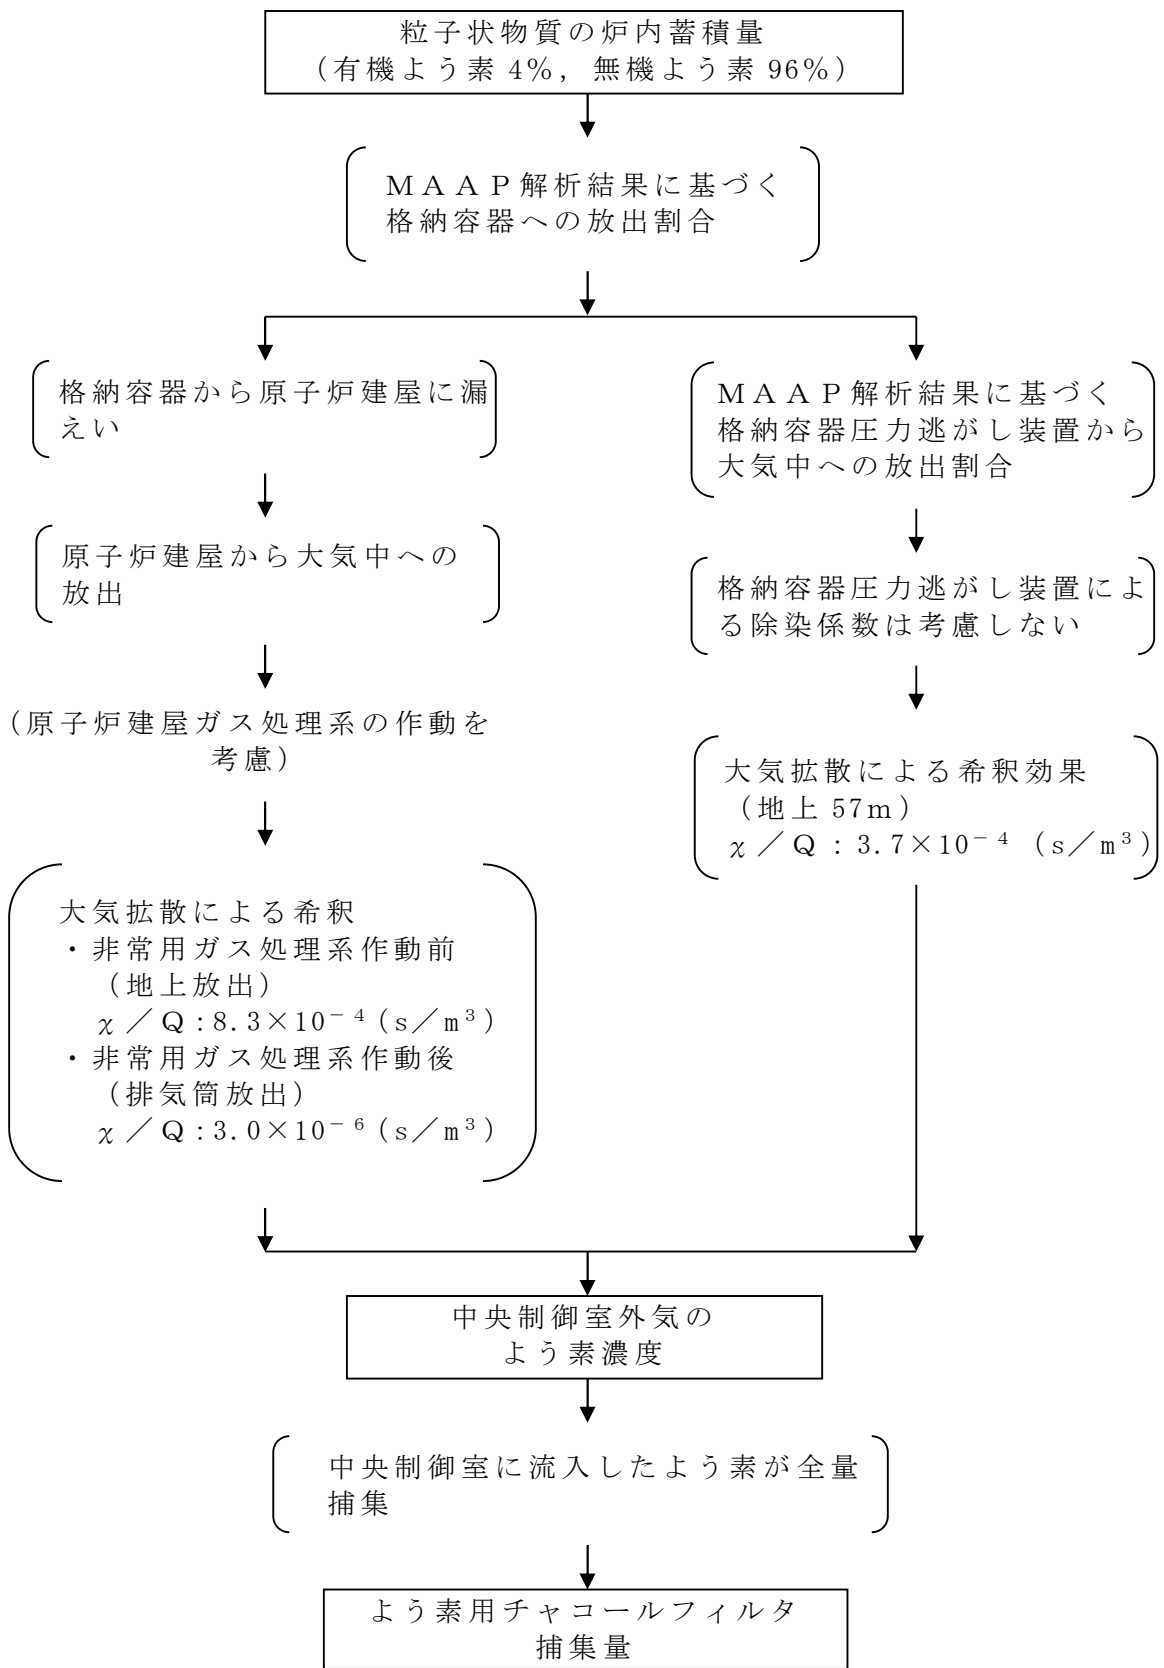 粒子状物質の炉内蓄積量
（有機よう素 4％，無機よう素 96％）
ＭＡＡＰ解析結果に基づく
格納容器への放出割合
格納容器から原子炉建屋に漏
えい
原子炉建屋から大気中への
放出
（原子炉建屋ガス処理系の作動を
考慮）
大気拡散による希釈
・非常用ガス処理系作動前
（地上放出）
χ／Ｑ：8.3×10⁻⁴（s／m³）
・非常用ガス処理系作動後
（排気筒放出）
χ／Ｑ：3.0×10⁻⁶（s／m³）
ＭＡＡＰ解析結果に基づく
格納容器圧力逃がし装置から
大気中への放出割合
格納容器圧力逃がし装置によ
る除染係数は考慮しない
大気拡散による希釈効果
（地上 57m）
χ／Ｑ：3.7×10⁻⁴（s／m³）
中央制御室外気の
よう素濃度
中央制御室に流入したよう素が全量
捕集
よう素用チャコールフィルタ
捕集量